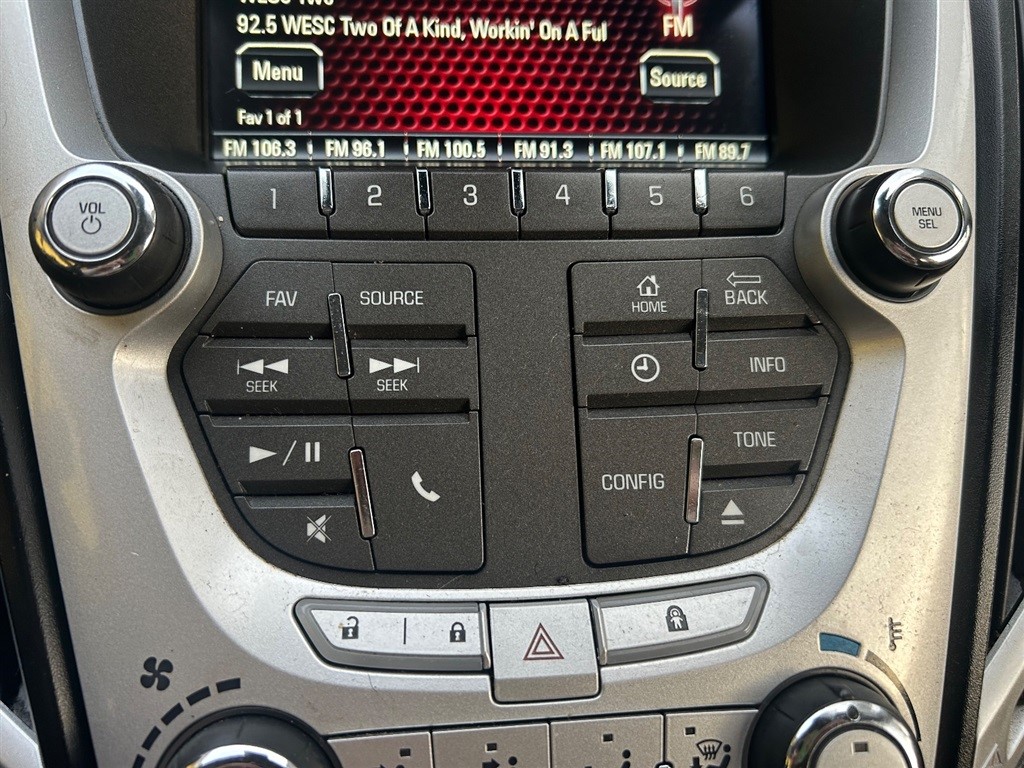 92.5 WESC Two Of A Kind, Workin' On A Ful
FM
Menu
Source
Fav 1 of 1
FM 106.3 FM 96.1 FM 100.5 FM 91.3 FM 107.1 FM 89.7
1 2 3 4 5 6
VOL
MENU
SEL
FAV
SOURCE
HOME
BACK
SEEK
SEEK
INFO
TONE
CONFIG